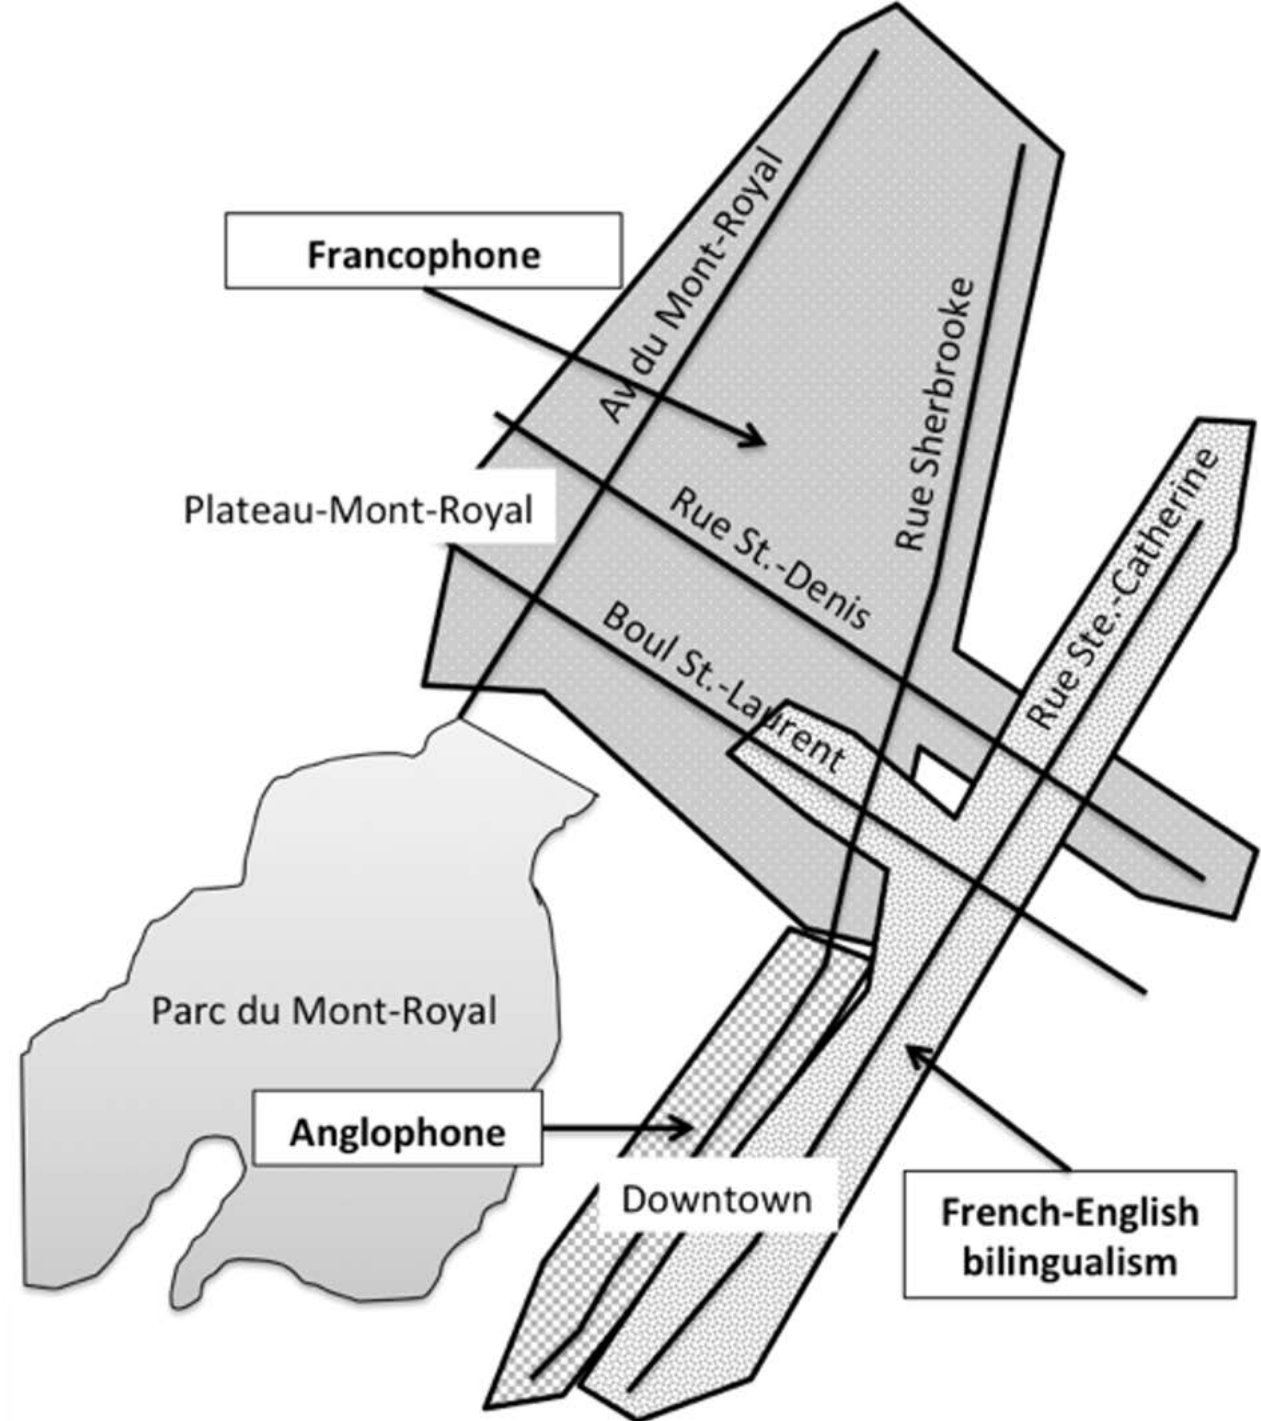 Av du Mont-Royal
Francophone
Rue Sherbrooke
Plateau-Mont-Royal
Rue St.-Denis
Rue Ste.-Catherine
Boul St.-Laurent
Parc du Mont-Royal
Anglophone
Downtown
French-English
bilingualism